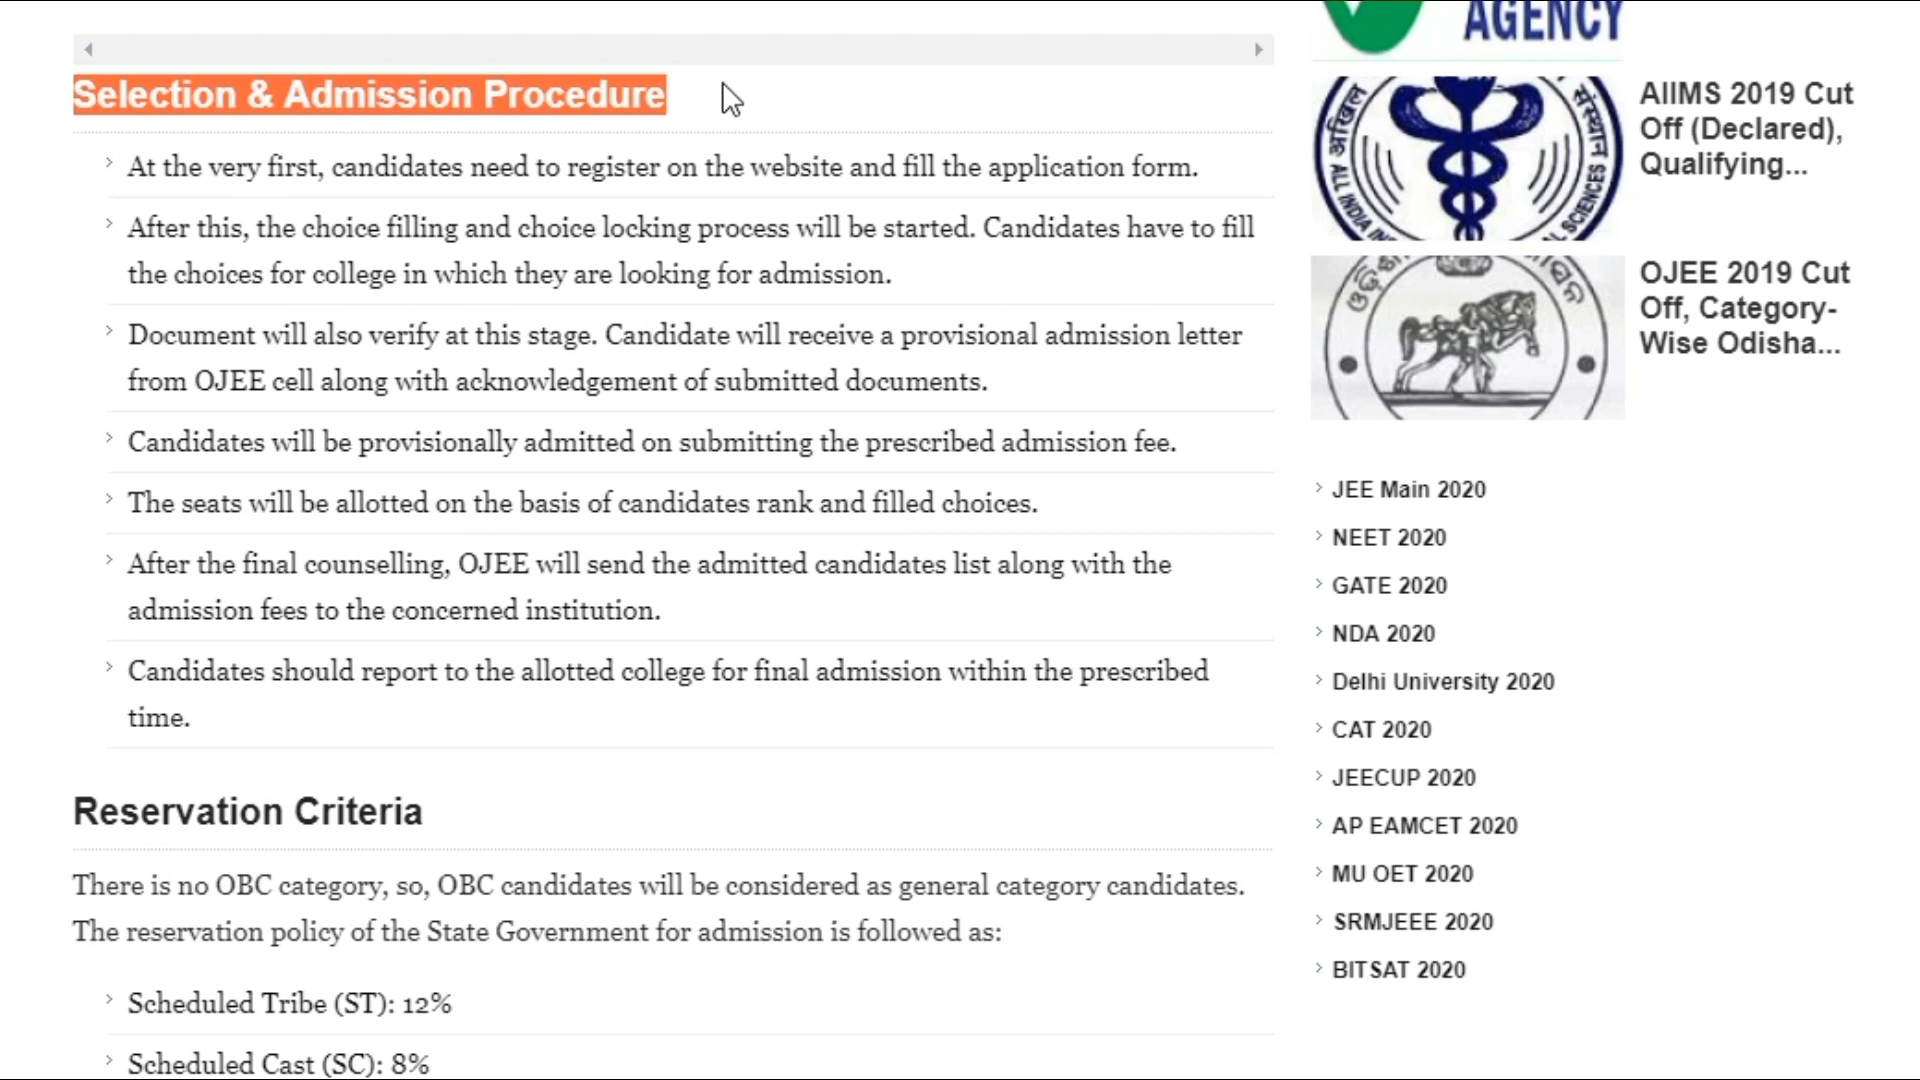 Selection & Admission Procedure
At the very first, candidates need to register on the website and fill the application form.
After this, the choice filling and choice locking process will be started. Candidates have to fill
the choices for college in which they are looking for admission.
Document will also verify at this stage. Candidate will receive a provisional admission letter
from OJEE cell along with acknowledgement of submitted documents.
Candidates will be provisionally admitted on submitting the prescribed admission fee.
The seats will be allotted on the basis of candidates rank and filled choices.
After the final counselling, OJEE will send the admitted candidates list along with the
admission fees to the concerned institution.
Candidates should report to the allotted college for final admission within the prescribed
time.
Reservation Criteria
There is no OBC category, so, OBC candidates will be considered as general category candidates.
The reservation policy of the State Government for admission is followed as:
Scheduled Tribe (ST): 12%
Scheduled Cast (SC): 8%
AGENCY
अखिल
संस्थान
ALL INDIA
SCIENCES
AIIMS 2019 Cut
Off (Declared),
Qualifying...
OJEE 2019 Cut
Off, Category-
Wise Odisha...
JEE Main 2020
NEET 2020
GATE 2020
NDA 2020
Delhi University 2020
CAT 2020
JEECUP 2020
AP EAMCET 2020
MU OET 2020
SRMJEEE 2020
BITSAT 2020